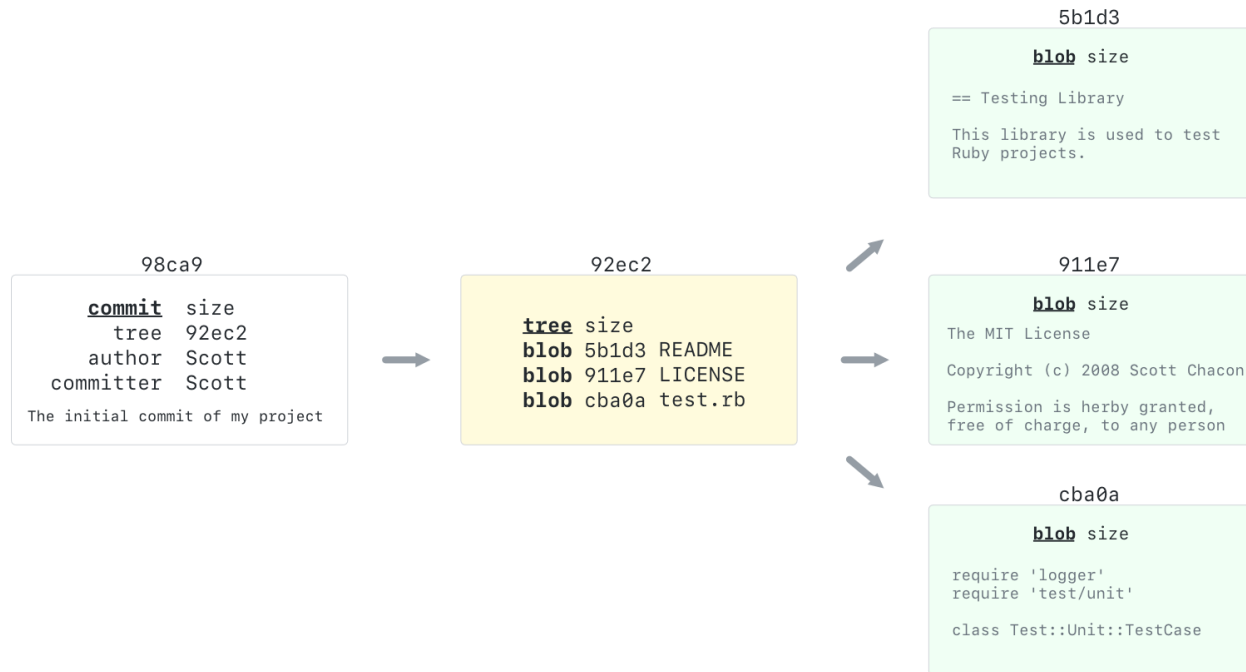 98ca9
commit size
tree 92ec2
author Scott
committer Scott
The initial commit of my project
92ec2
tree size
blob 5b1d3 README
blob 911e7 LICENSE
blob cba0a test.rb
5b1d3
blob size
== Testing Library
This library is used to test
Ruby projects.
911e7
blob size
The MIT License
Copyright (c) 2008 Scott Chacon
Permission is herby granted,
free of charge, to any person
cba0a
blob size
require 'logger'
require 'test/unit'
class Test::Unit::TestCase